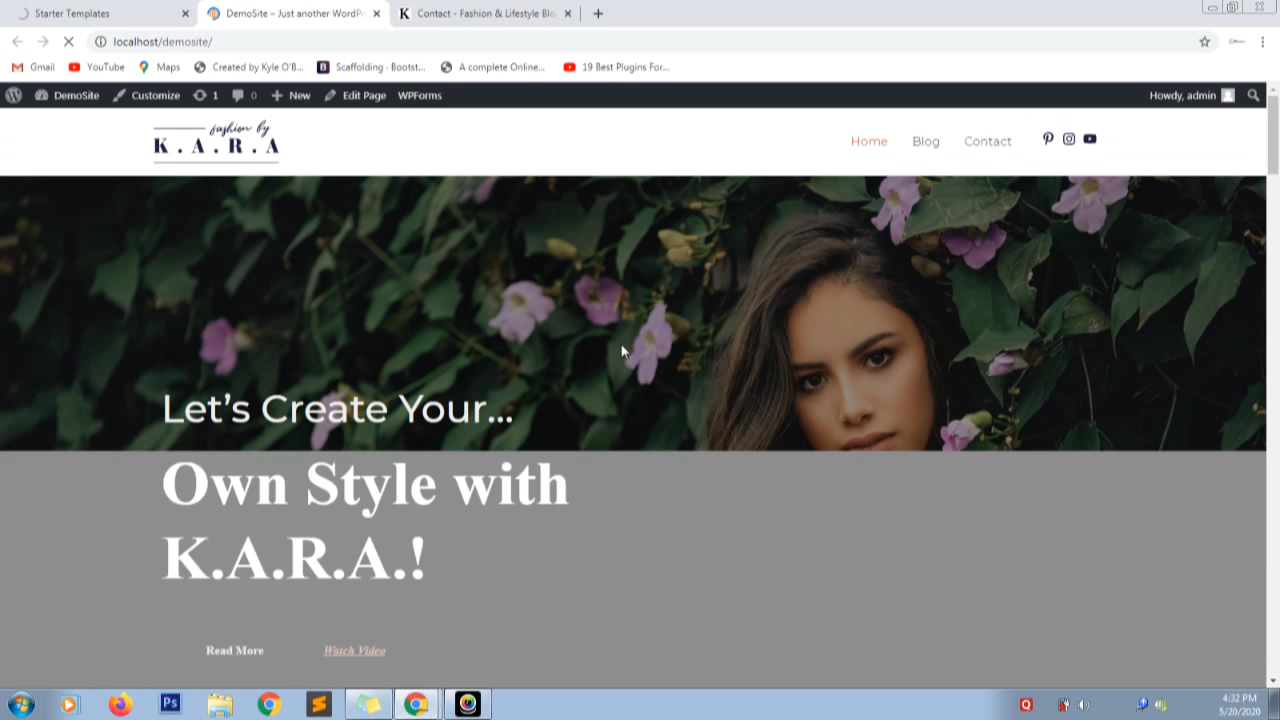 Starter Templates
DemoSite – Just another WordPr
Contact - Fashion & Lifestyle Blo
localhost/demosite/
Gmail
YouTube
Maps
Created by Kyle O'B...
Scaffolding · Bootst...
A complete Online...
19 Best Plugins For...
DemoSite
Customize
1
0
New
Edit Page
WPForms
Howdy, admin
fashion by
K.A.R.A
Home
Blog
Contact
Let's Create Your...
Own Style with
K.A.R.A.!
Read More
Watch Video
Ps
4:32 PM
5/20/2020